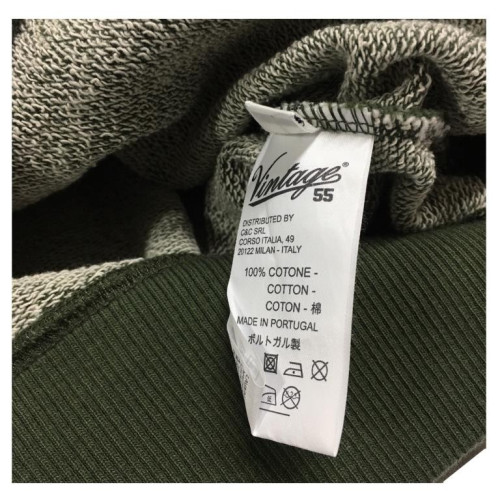 Vintage®
55
DISTRIBUTED BY
C&C SRL
CORSO ITALIA, 49
20122 MILAN - ITALY
100% COTONE -
COTTON -
COTON - 棉
MADE IN PORTUGAL
ポルトガル製